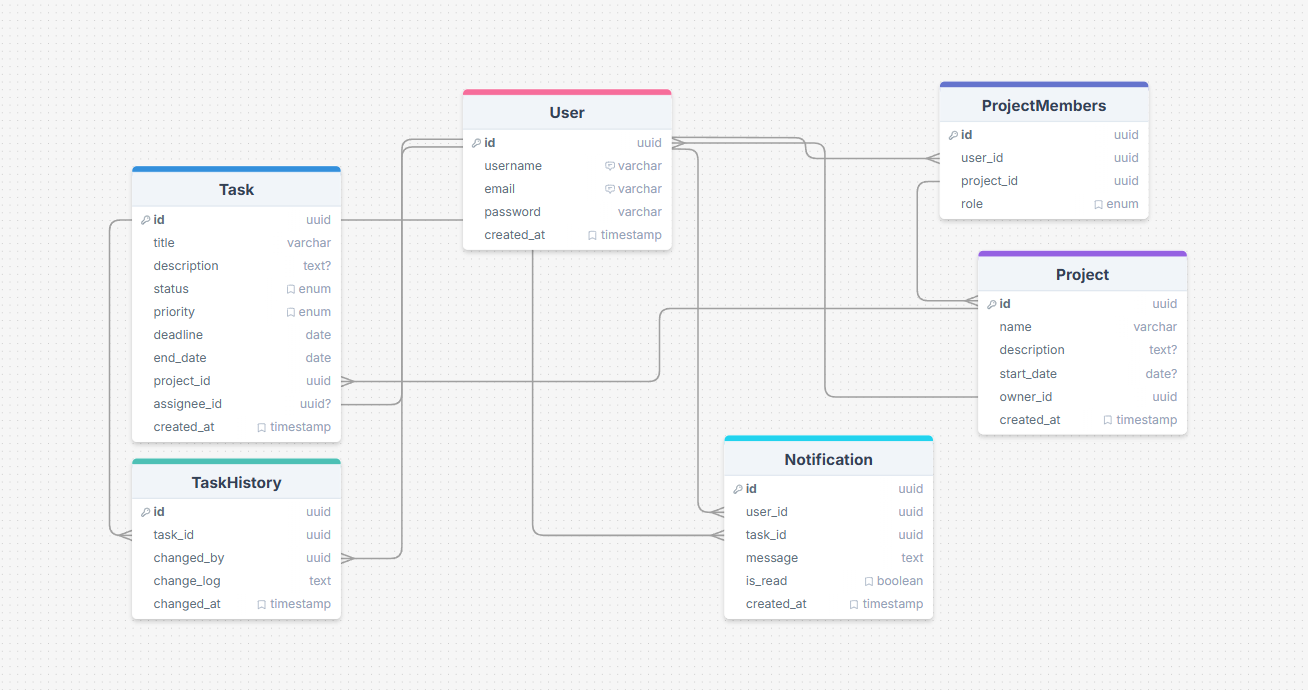 User
id uuid
username varchar
email varchar
password varchar
created_at timestamp
ProjectMembers
id uuid
user_id uuid
project_id uuid
role enum
Task
id uuid
title varchar
description text?
status enum
priority enum
deadline date
end_date date
project_id uuid
assignee_id uuid?
created_at timestamp
Project
id uuid
name varchar
description text?
start_date date?
owner_id uuid
created_at timestamp
TaskHistory
id uuid
task_id uuid
changed_by uuid
change_log text
changed_at timestamp
Notification
id uuid
user_id uuid
task_id uuid
message text
is_read boolean
created_at timestamp